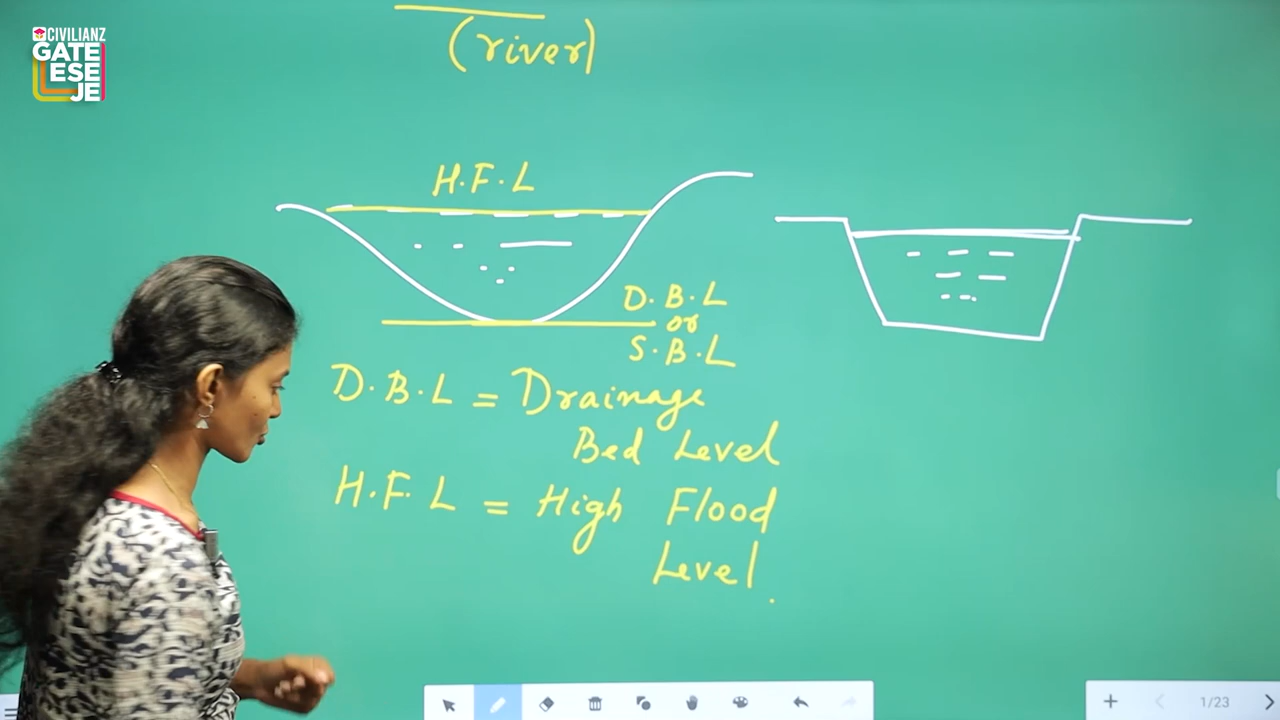 CIVILIANZ
GATE
ESE
JE
(river)
H.F.L
D.B.L
or
S.B.L
D.B.L = Drainage
Bed Level
H.F.L = High Flood
Level.
1/23